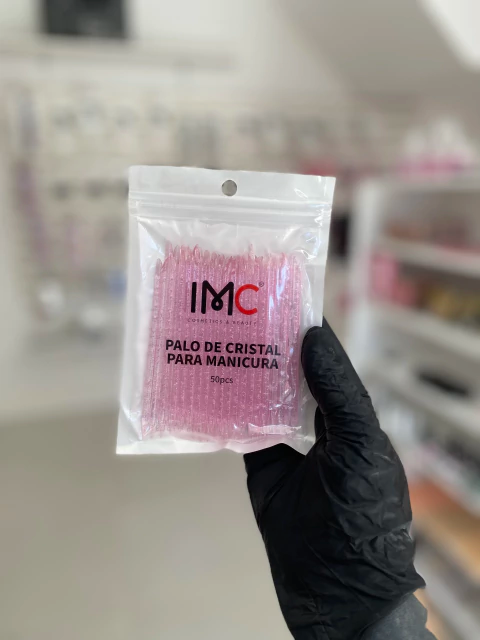 IMC®
COSMETICS & BEAUTY
PALO DE CRISTAL
PARA MANICURA
50pcs